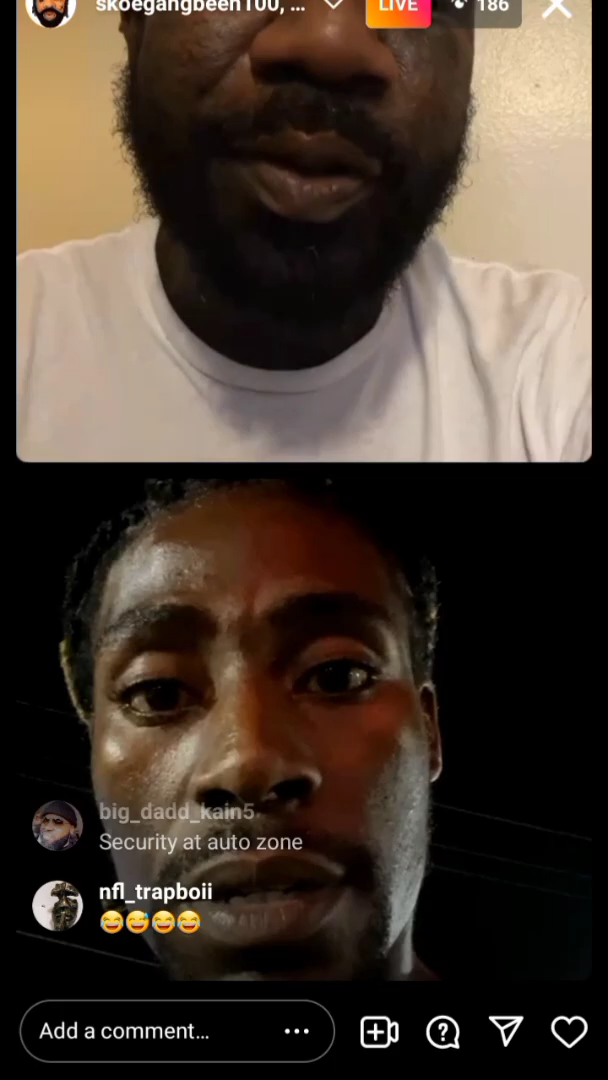 skoegangbeen100, ...
LIVE
186
big_dadd_kain5
Security at auto zone
nfl_trapboii
😂😅😂😂
Add a comment...